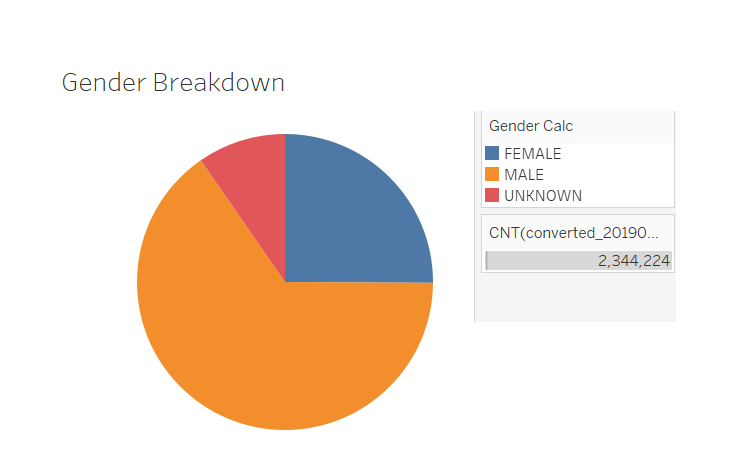 Gender Breakdown
Gender Calc
FEMALE
MALE
UNKNOWN
CNT(converted_20190...
2,344,224